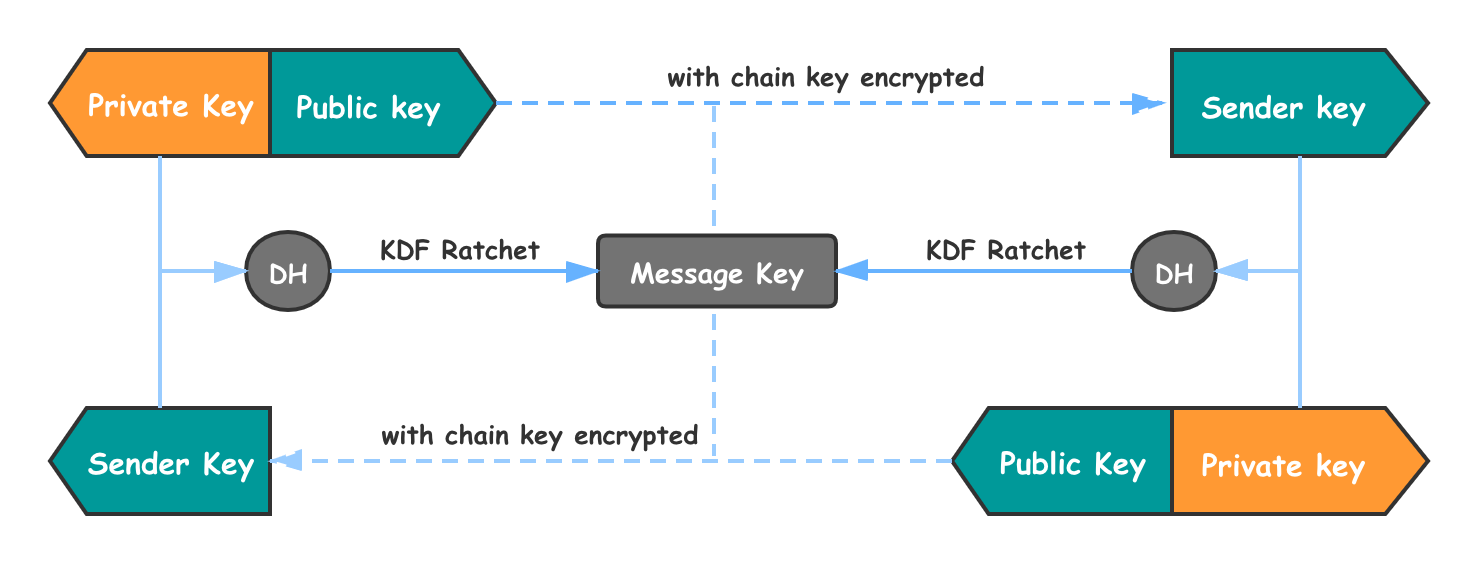 with chain key encrypted
Private Key
Public key
Sender key
KDF Ratchet
KDF Ratchet
DH
Message Key
DH
with chain key encrypted
Sender Key
Public Key
Private key